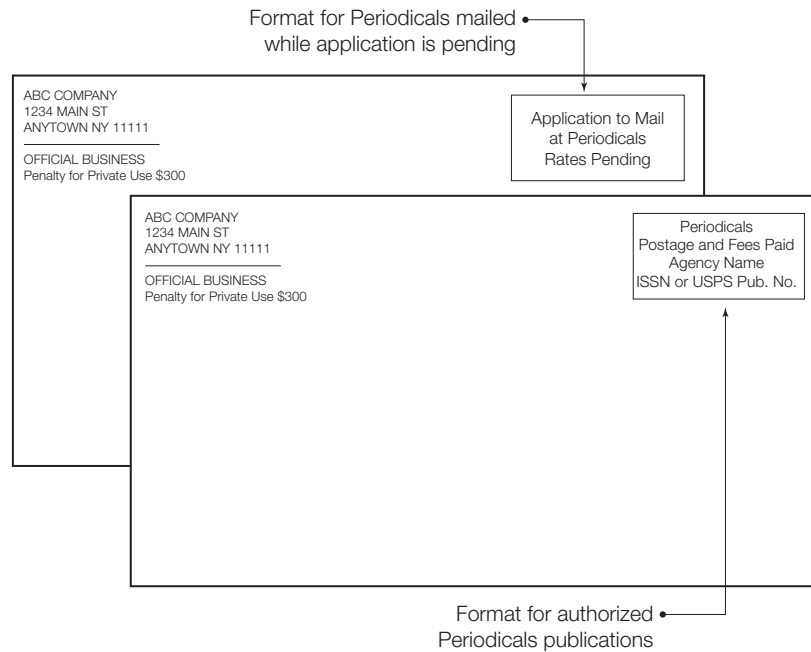 Format for Periodicals mailed
while application is pending
ABC COMPANY
1234 MAIN ST
ANYTOWN NY 11111
OFFICIAL BUSINESS
Penalty for Private Use $300
Application to Mail
at Periodicals
Rates Pending
ABC COMPANY
1234 MAIN ST
ANYTOWN NY 11111
OFFICIAL BUSINESS
Penalty for Private Use $300
Periodicals
Postage and Fees Paid
Agency Name
ISSN or USPS Pub. No.
Format for authorized
Periodicals publications